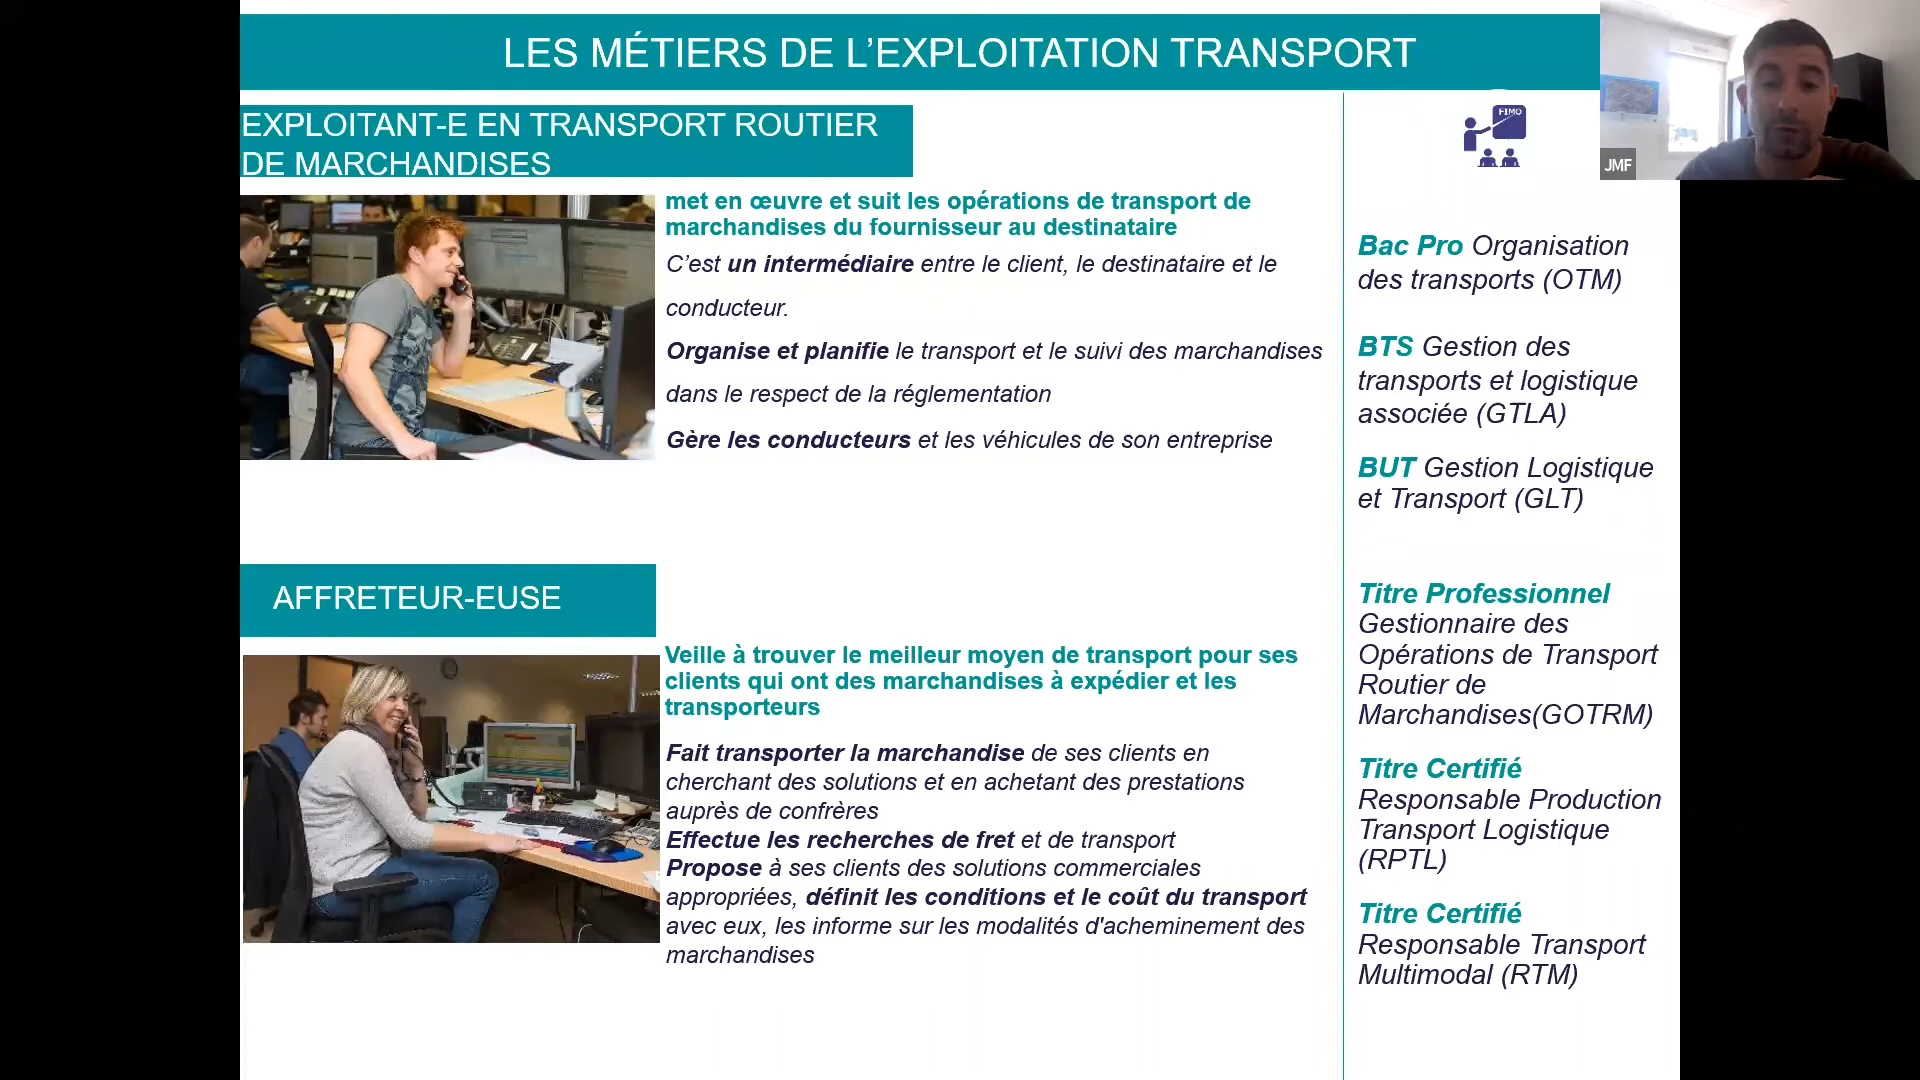 LES MÉTIERS DE L’EXPLOITATION TRANSPORT
EXPLOITANT-E EN TRANSPORT ROUTIER
DE MARCHANDISES
met en œuvre et suit les opérations de transport de
marchandises du fournisseur au destinataire
C’est un intermédiaire entre le client, le destinataire et le
conducteur.
Organise et planifie le transport et le suivi des marchandises
dans le respect de la réglementation
Gère les conducteurs et les véhicules de son entreprise
AFFRETEUR-EUSE
Veille à trouver le meilleur moyen de transport pour ses
clients qui ont des marchandises à expédier et les
transporteurs
Fait transporter la marchandise de ses clients en
cherchant des solutions et en achetant des prestations
auprès de confrères
Effectue les recherches de fret et de transport
Propose à ses clients des solutions commerciales
appropriées, définit les conditions et le coût du transport
avec eux, les informe sur les modalités d'acheminement des
marchandises
FIMO
Bac Pro Organisation
des transports (OTM)
BTS Gestion des
transports et logistique
associée (GTLA)
BUT Gestion Logistique
et Transport (GLT)
Titre Professionnel
Gestionnaire des
Opérations de Transport
Routier de
Marchandises(GOTRM)
Titre Certifié
Responsable Production
Transport Logistique
(RPTL)
Titre Certifié
Responsable Transport
Multimodal (RTM)
JMF